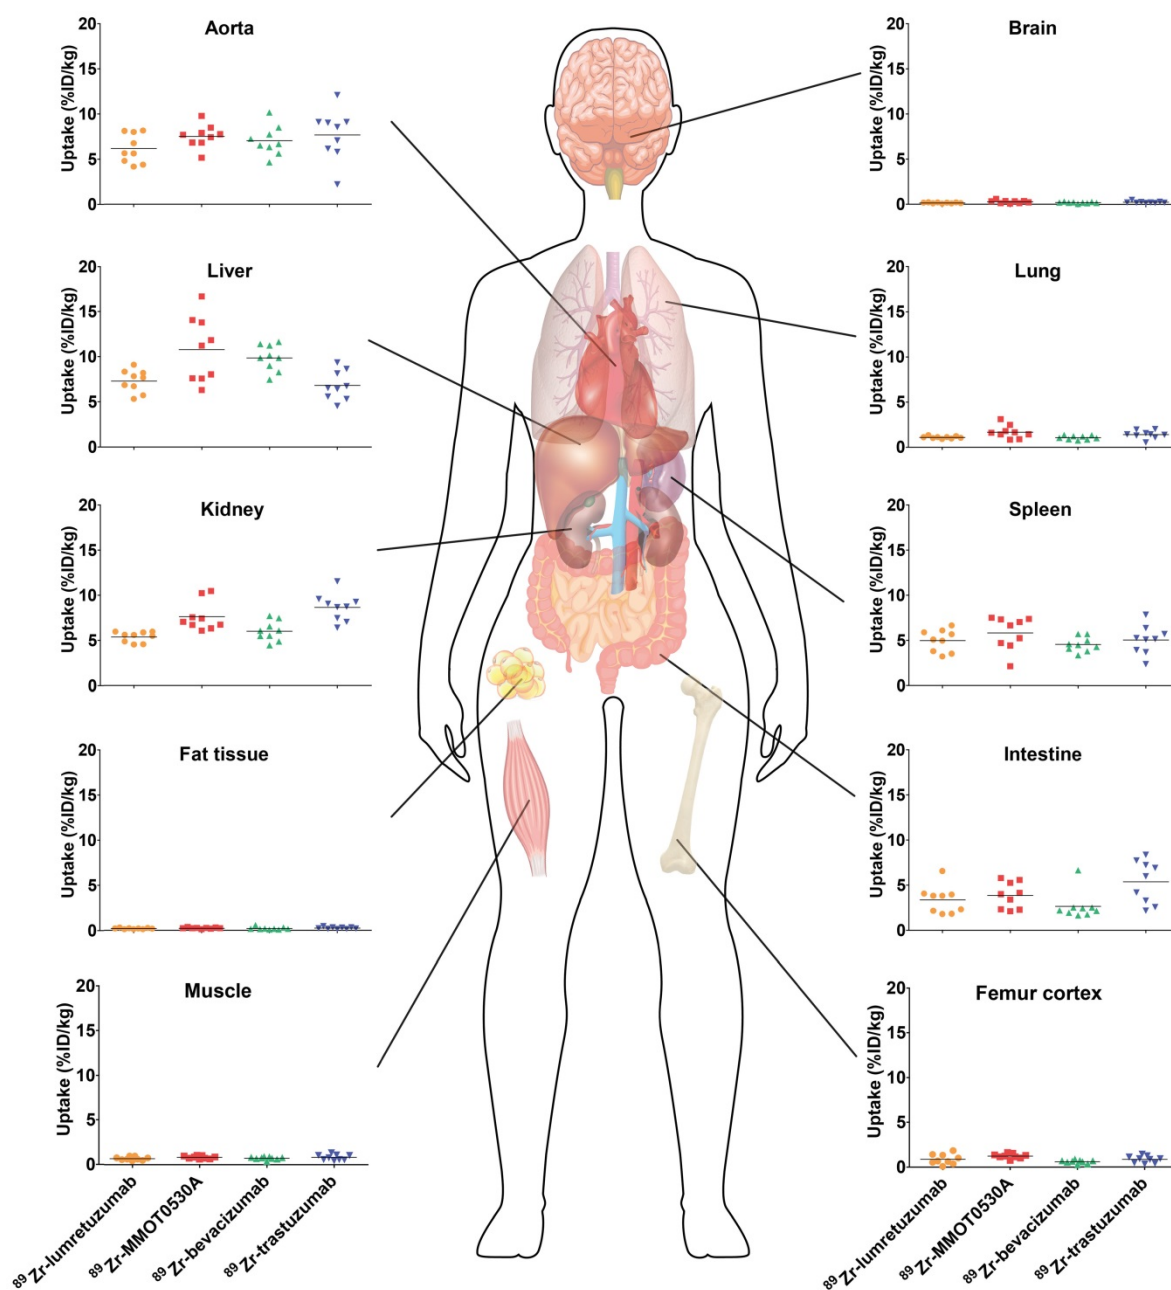 Aorta
Uptake (%ID/kg)
20
15
10
5
0
Brain
Uptake (%ID/kg)
20
15
10
5
0
Liver
Uptake (%ID/kg)
20
15
10
5
0
Lung
Uptake (%ID/kg)
20
15
10
5
0
Kidney
Uptake (%ID/kg)
20
15
10
5
0
Spleen
Uptake (%ID/kg)
20
15
10
5
0
Fat tissue
Uptake (%ID/kg)
20
15
10
5
0
Intestine
Uptake (%ID/kg)
20
15
10
5
0
Muscle
Uptake (%ID/kg)
20
15
10
5
0
89Zr-lumretuzumab
89Zr-MMOT0530A
89Zr-bevacizumab
89Zr-trastuzumab
Femur cortex
Uptake (%ID/kg)
20
15
10
5
0
89Zr-lumretuzumab
89Zr-MMOT0530A
89Zr-bevacizumab
89Zr-trastuzumab